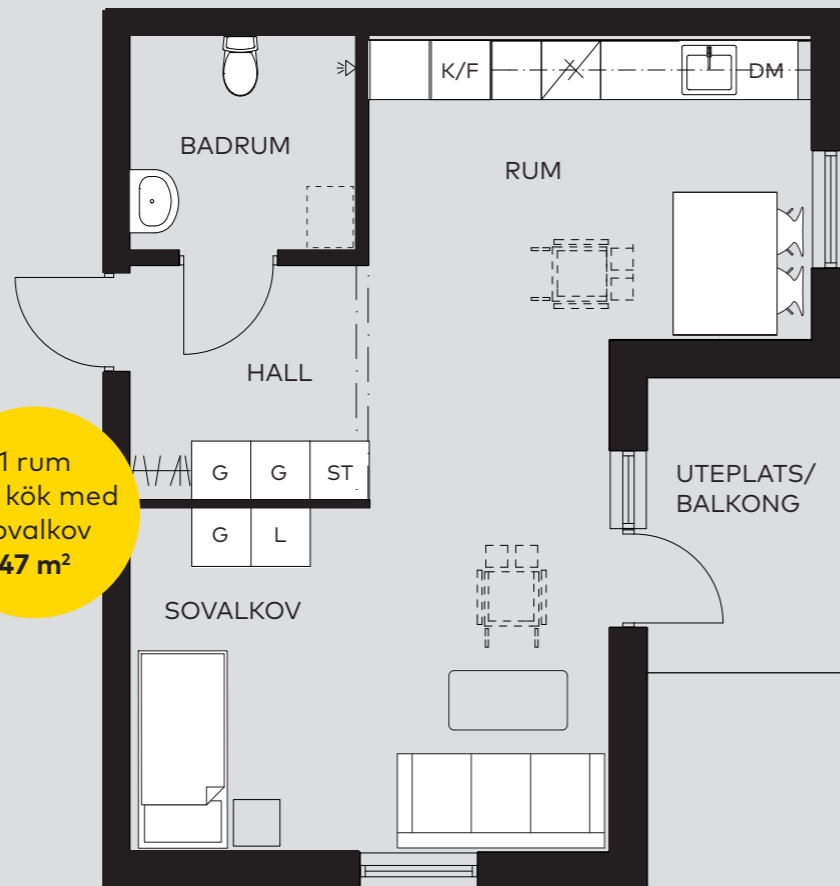 K/F
DM
BADRUM
RUM
HALL
G
G
ST
1 rum
kök med
ovalkov
47 m²
G
L
UTEPLATS/
BALKONG
SOVALKOV